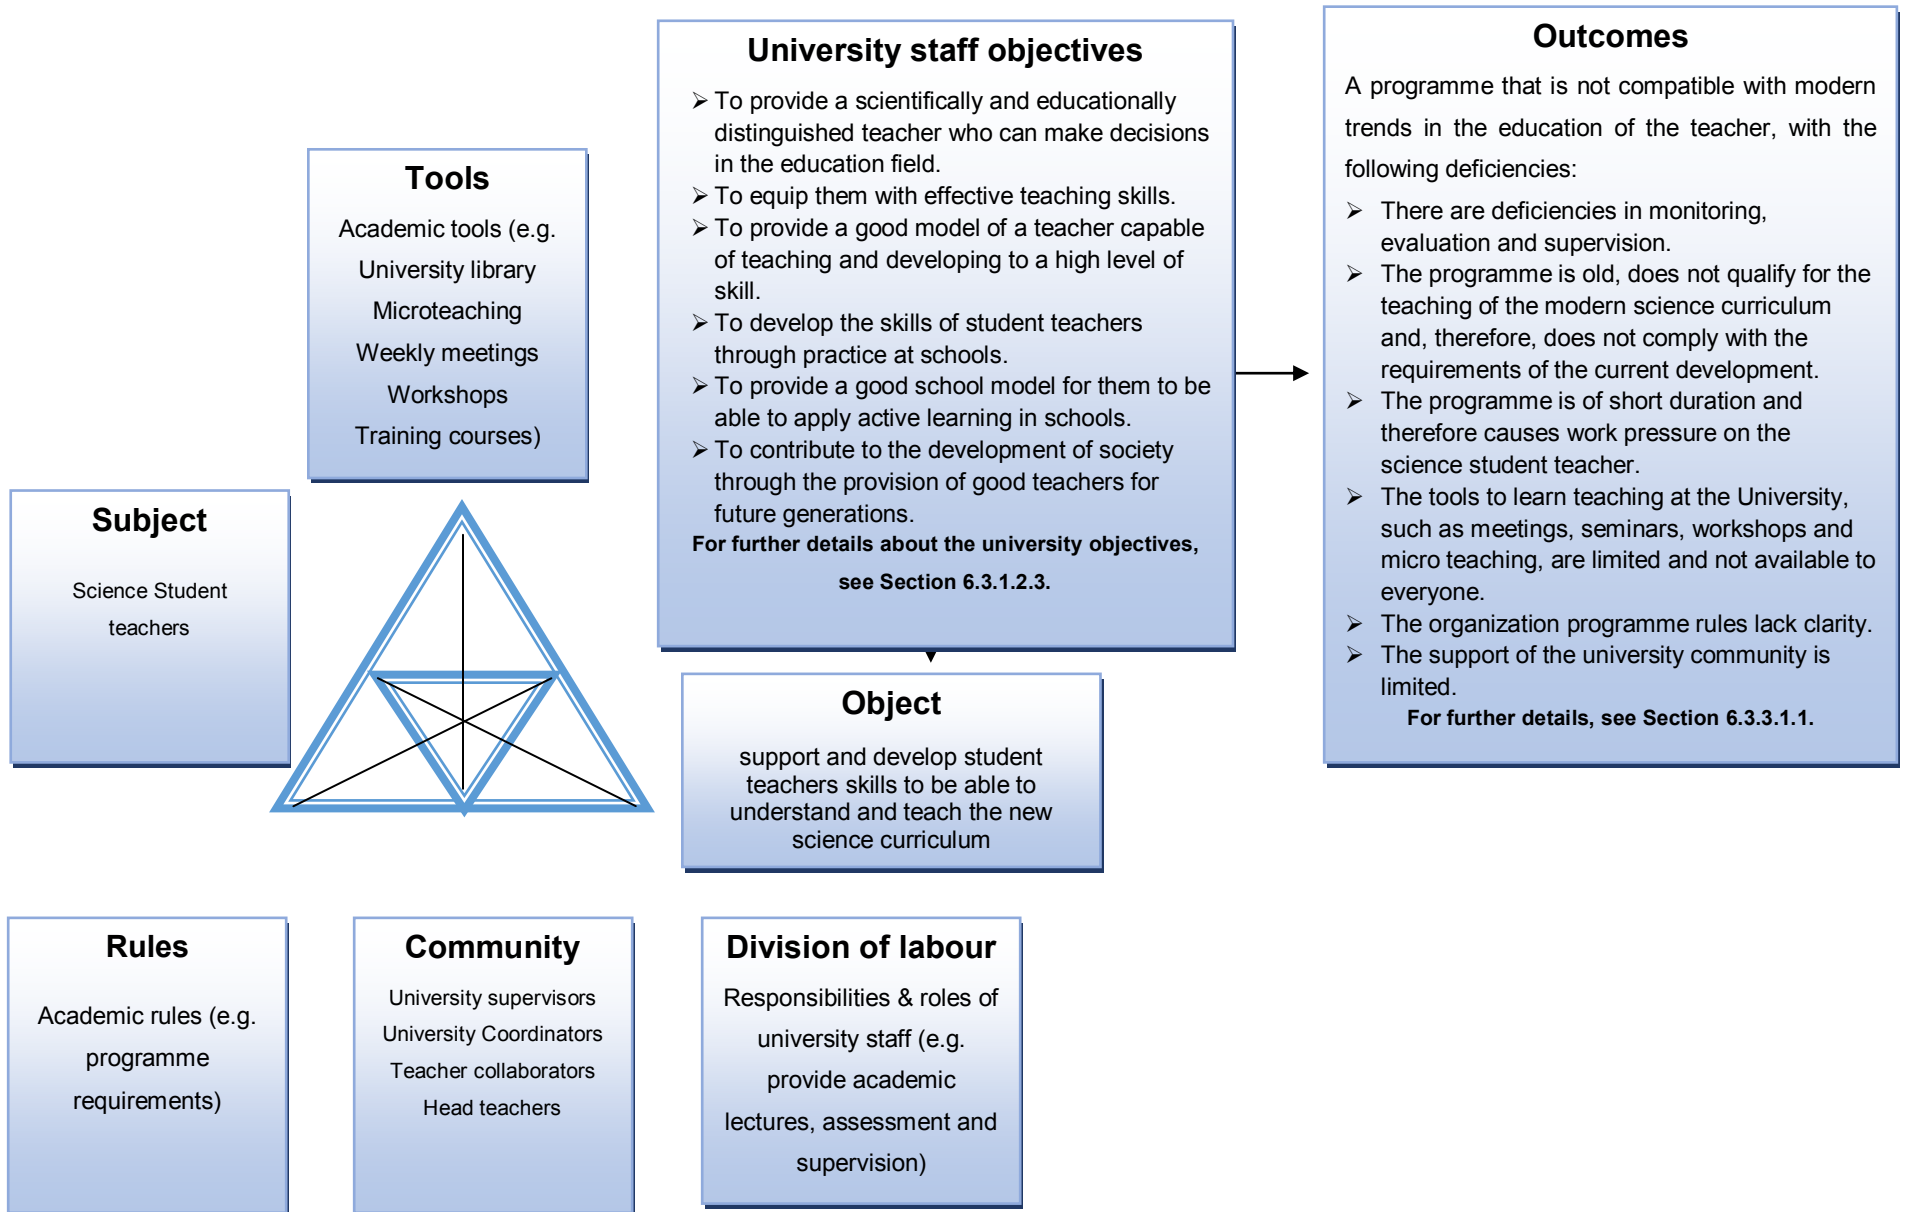 University staff objectives
➢ To provide a scientifically and educationally
distinguished teacher who can make decisions
in the education field.
➢ To equip them with effective teaching skills.
➢ To provide a good model of a teacher capable
of teaching and developing to a high level of
skill.
➢ To develop the skills of student teachers
through practice at schools.
➢ To provide a good school model for them to be
able to apply active learning in schools.
➢ To contribute to the development of society
through the provision of good teachers for
future generations.
For further details about the university objectives,
see Section 6.3.1.2.3.
Outcomes
A programme that is not compatible with modern
trends in the education of the teacher, with the
following deficiencies:
➢ There are deficiencies in monitoring,
evaluation and supervision.
➢ The programme is old, does not qualify for the
teaching of the modern science curriculum
and, therefore, does not comply with the
requirements of the current development.
➢ The programme is of short duration and
therefore causes work pressure on the
science student teacher.
➢ The tools to learn teaching at the University,
such as meetings, seminars, workshops and
micro teaching, are limited and not available to
everyone.
➢ The organization programme rules lack clarity.
➢ The support of the university community is
limited.
For further details, see Section 6.3.3.1.1.
Tools
Academic tools (e.g.
University library
Microteaching
Weekly meetings
Workshops
Training courses)
Subject
Science Student
teachers
Object
support and develop student
teachers skills to be able to
understand and teach the new
science curriculum
Rules
Academic rules (e.g.
programme
requirements)
Community
University supervisors
University Coordinators
Teacher collaborators
Head teachers
Division of labour
Responsibilities & roles of
university staff (e.g.
provide academic
lectures, assessment and
supervision)